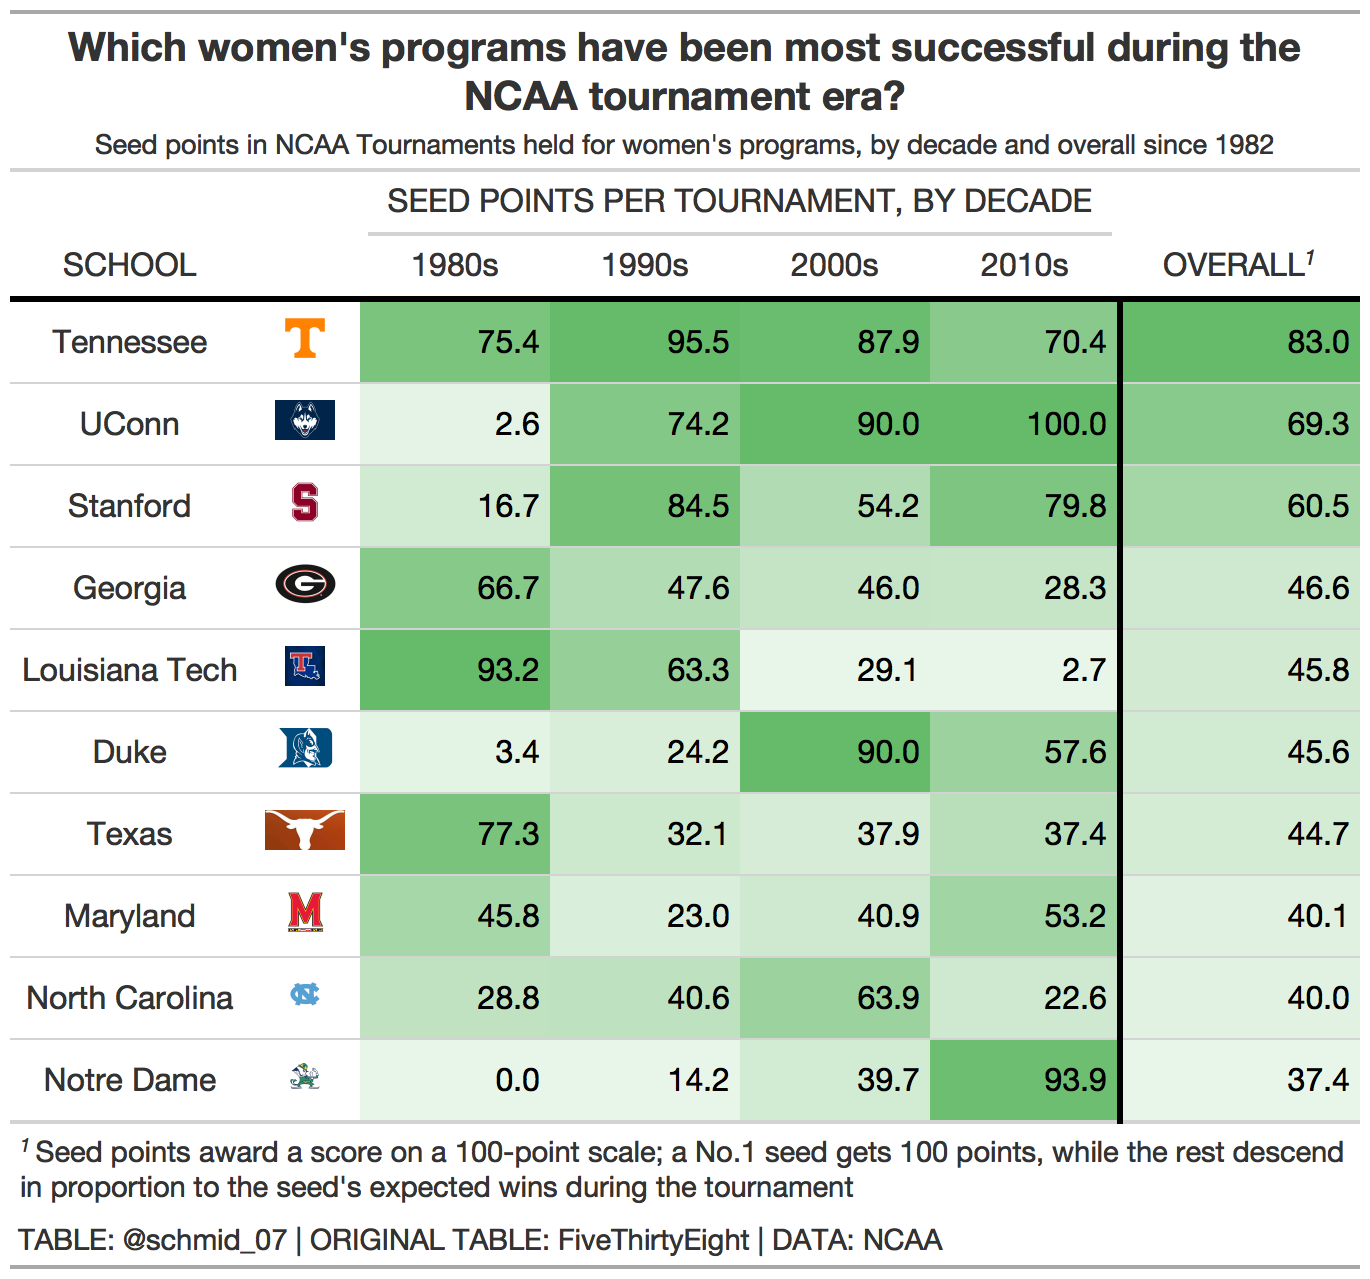 Which women's programs have been most successful during the
NCAA tournament era?
Seed points in NCAA Tournaments held for women's programs, by decade and overall since 1982
SEED POINTS PER TOURNAMENT, BY DECADE
SCHOOL 1980s 1990s 2000s 2010s OVERALL1
Tennessee T 75.4 95.5 87.9 70.4 83.0
UConn 2.6 74.2 90.0 100.0 69.3
Stanford S 16.7 84.5 54.2 79.8 60.5
Georgia G 66.7 47.6 46.0 28.3 46.6
Louisiana Tech T 93.2 63.3 29.1 2.7 45.8
Duke D 3.4 24.2 90.0 57.6 45.6
Texas 77.3 32.1 37.9 37.4 44.7
Maryland M 45.8 23.0 40.9 53.2 40.1
North Carolina NC 28.8 40.6 63.9 22.6 40.0
Notre Dame 0.0 14.2 39.7 93.9 37.4
1 Seed points award a score on a 100-point scale; a No.1 seed gets 100 points, while the rest descend
in proportion to the seed's expected wins during the tournament
TABLE: @schmid_07 | ORIGINAL TABLE: FiveThirtyEight | DATA: NCAA